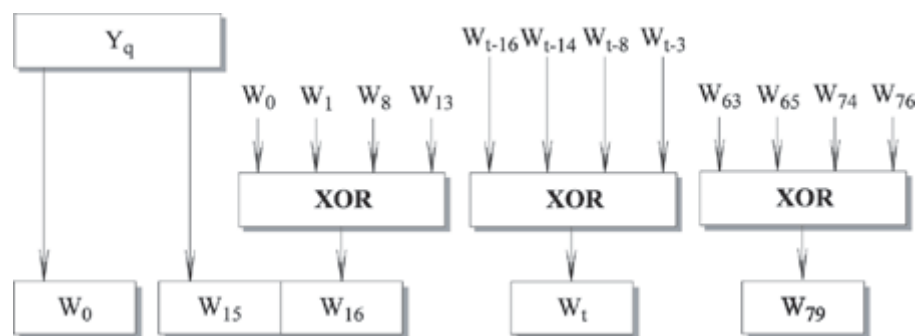 Y_q
W_{t-16} W_{t-14} W_{t-8} W_{t-3}
W_0 W_1 W_8 W_13
W_63 W_65 W_74 W_76
XOR XOR XOR
W_0 W_15 W_16 W_t W_79